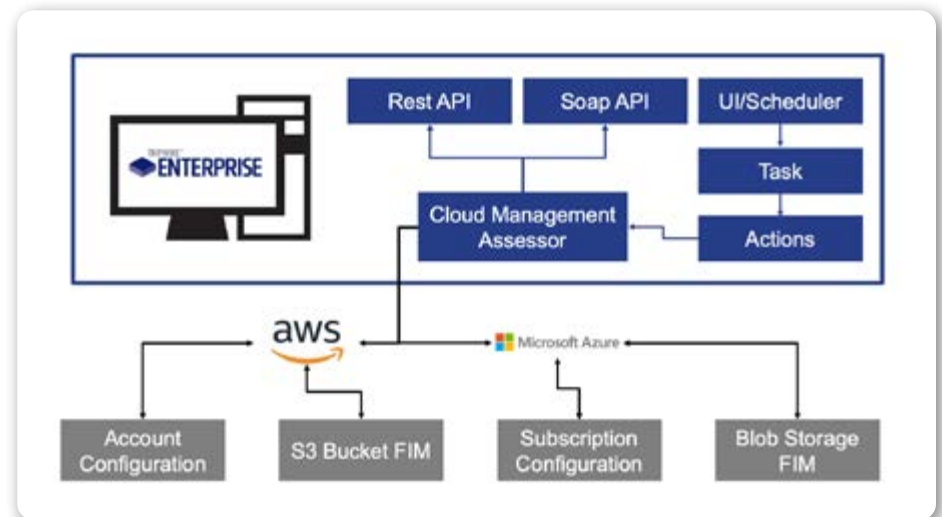 Rest API
Soap API
UI/Scheduler
TRIPWIRE
ENTERPRISE
Task
Cloud Management
Assessor
Actions
aws
Microsoft Azure
Account
Configuration
S3 Bucket FIM
Subscription
Configuration
Blob Storage
FIM